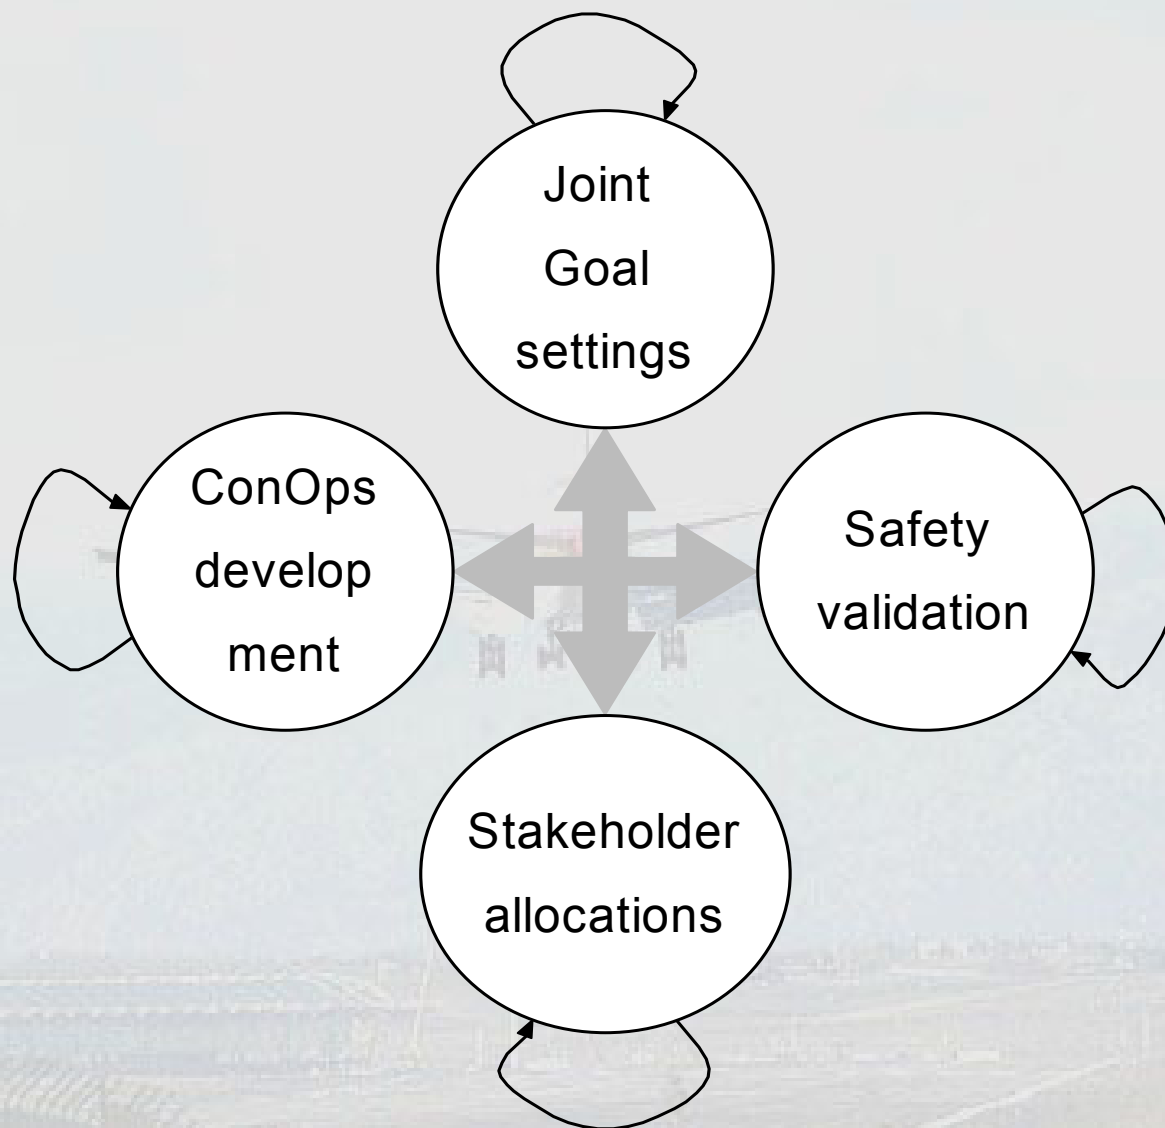 Joint
Goal
settings
ConOps
develop
ment
Safety
validation
Stakeholder
allocations